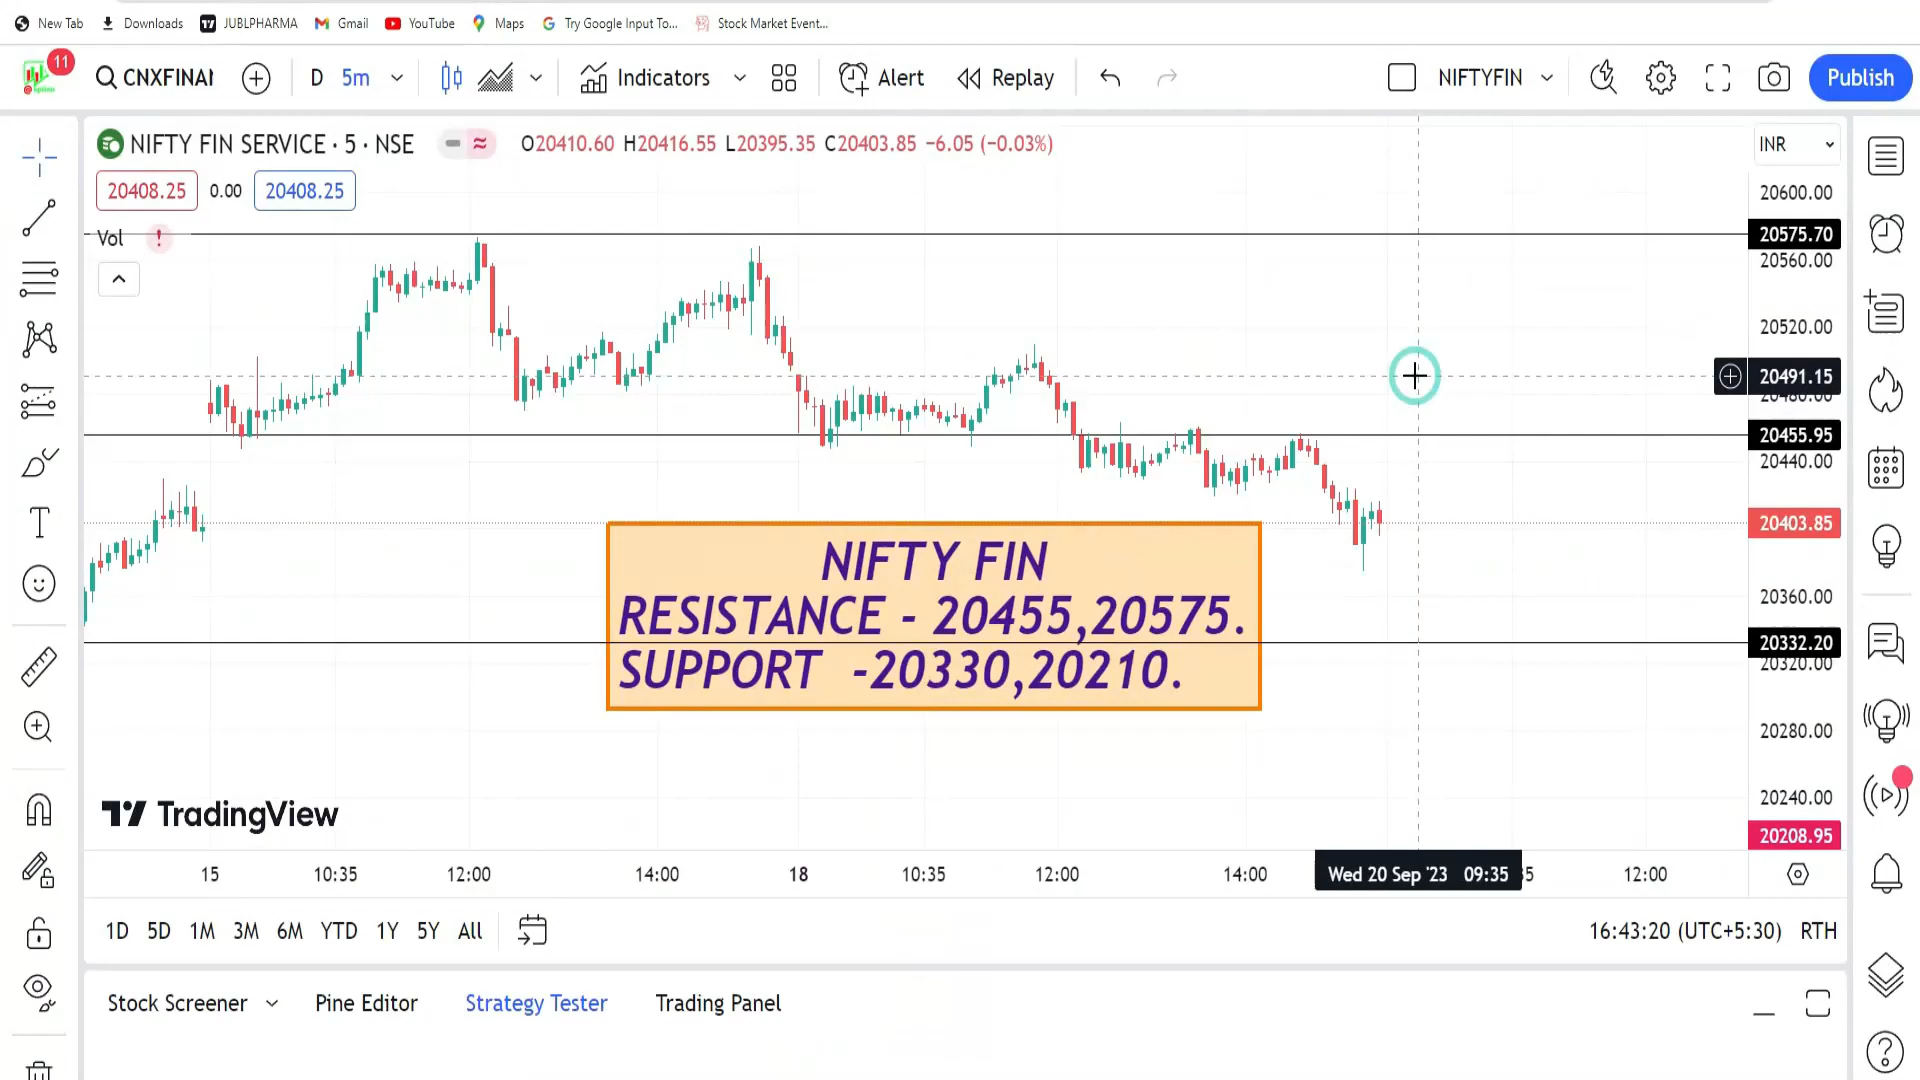 New Tab Downloads JUBLPHARMA Gmail YouTube Maps Try Google Input To... Stock Market Event...
11 CNXFINAN D 5m Indicators Alert Replay NIFTYFIN Publish
NIFTY FIN SERVICE · 5 · NSE O20410.60 H20416.55 L20395.35 C20403.85 −6.05 (−0.03%) INR
20408.25 0.00 20408.25
20600.00
Vol ! 20575.70
20560.00
20520.00
20491.15
20480.00
20455.95
20440.00
20403.85
NIFTY FIN
20360.00
RESISTANCE - 20455,20575.
20332.20
20320.00
SUPPORT -20330,20210.
20280.00
20240.00
TradingView
20208.95
15 10:35 12:00 14:00 18 10:35 12:00 14:00 Wed 20 Sep '23 09:35 12:00
1D 5D 1M 3M 6M YTD 1Y 5Y All 16:43:20 (UTC+5:30) RTH
Stock Screener Pine Editor Strategy Tester Trading Panel